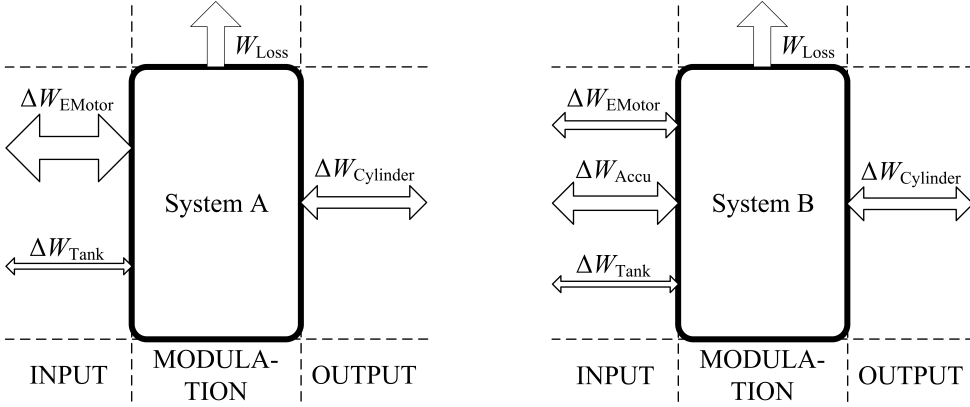 W_Loss
ΔW_EMotor
System A
ΔW_Cylinder
ΔW_Tank
INPUT
MODULA-
TION
OUTPUT
W_Loss
ΔW_EMotor
ΔW_Accu
System B
ΔW_Cylinder
ΔW_Tank
INPUT
MODULA-
TION
OUTPUT